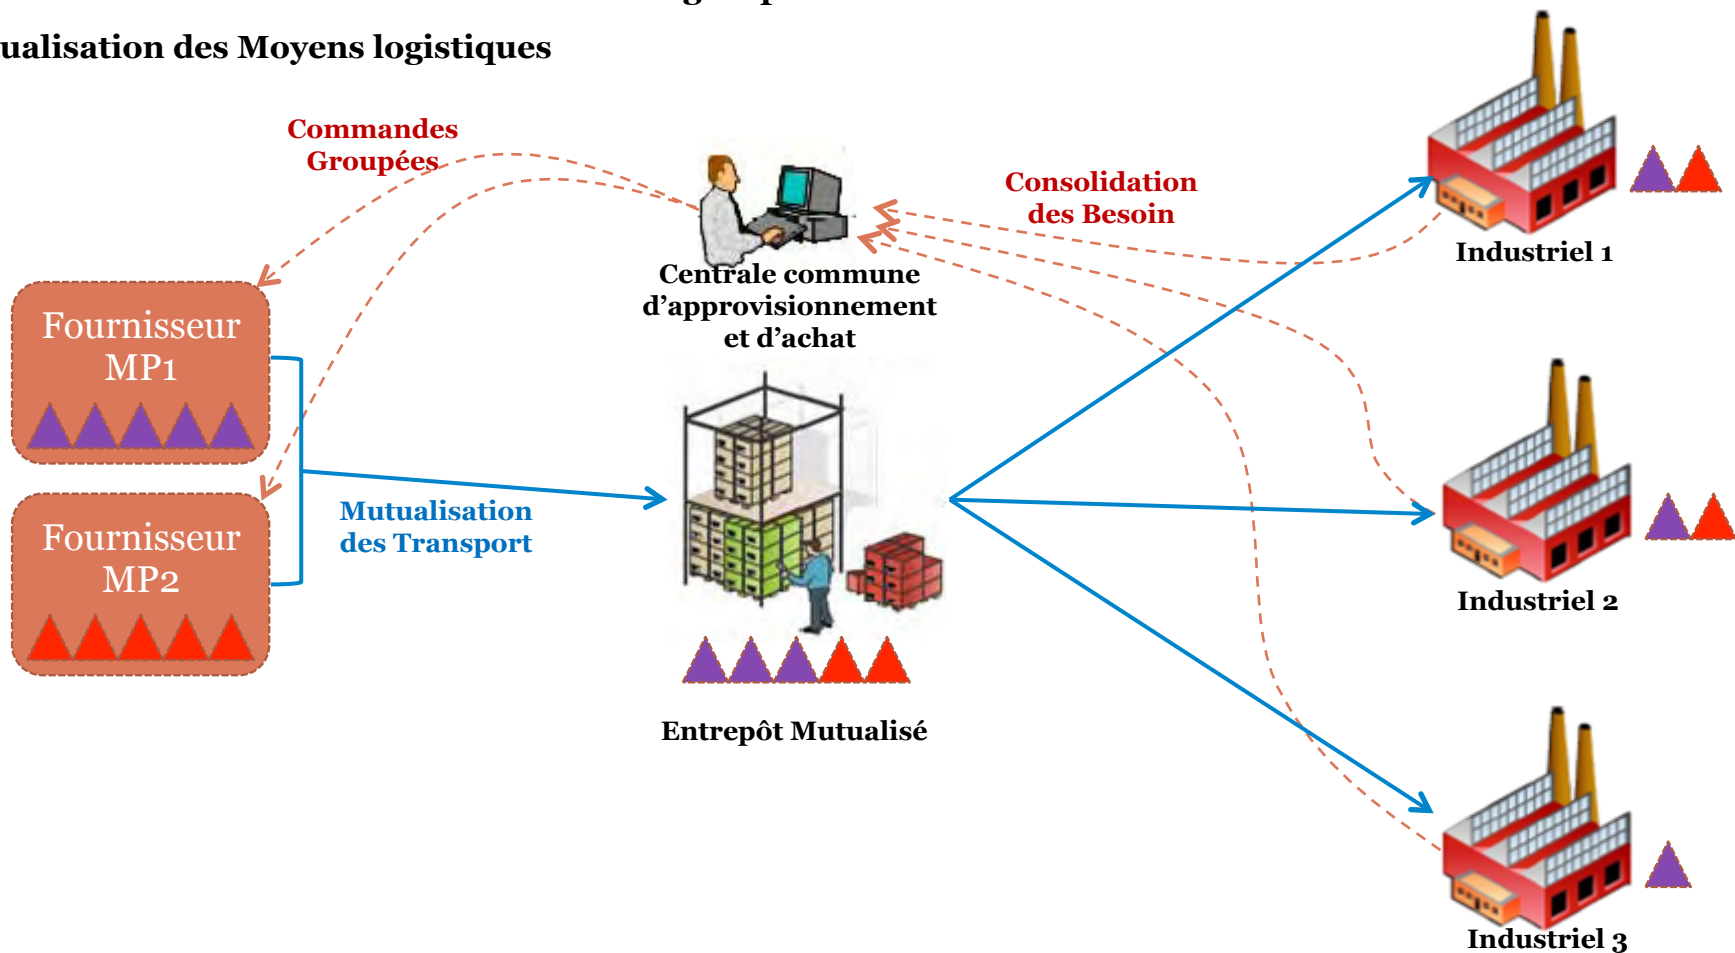 ualisation des Moyens logistiques
Commandes
Groupées
Consolidation
des Besoin
Industriel 1
Centrale commune
d'approvisionnement
et d'achat
Fournisseur
MP1
Mutualisation
des Transport
Fournisseur
MP2
Industriel 2
Entrepôt Mutualisé
Industriel 3